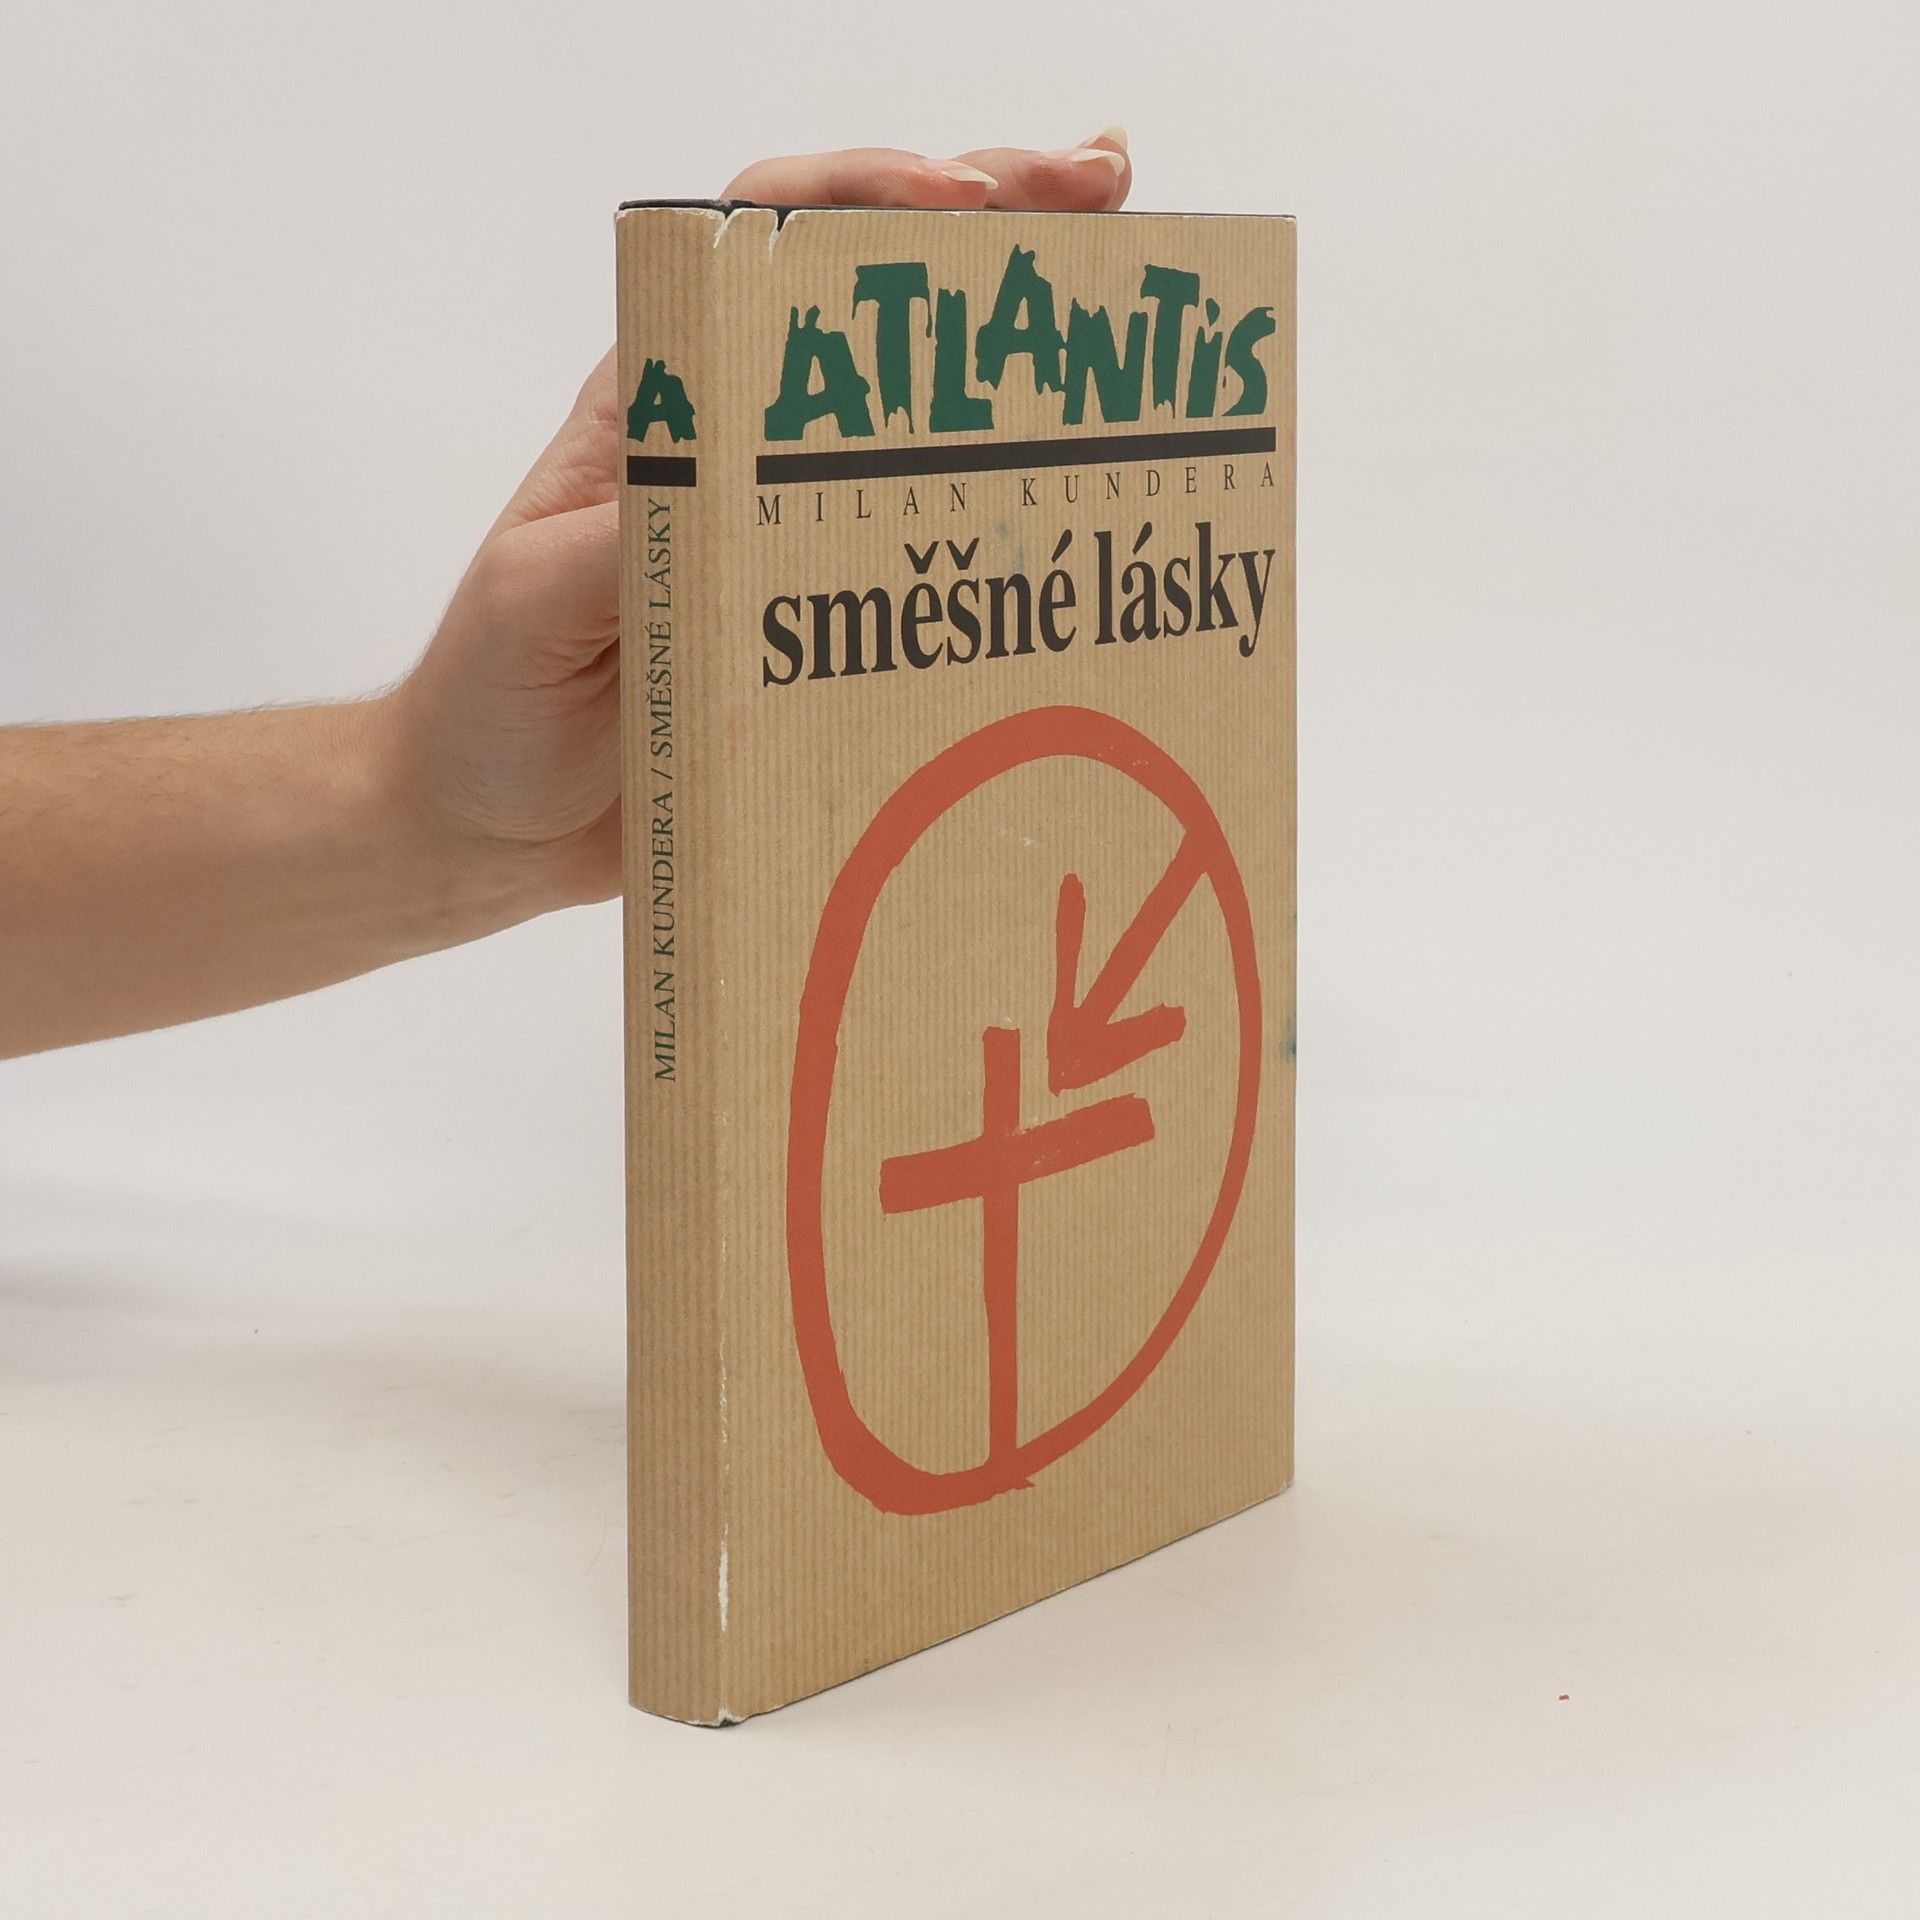 A
MILAN KUNDERA / SMĚŠNÉ LÁSKY
ATLANTiS
MILAN KUNDERA
směšné lásky